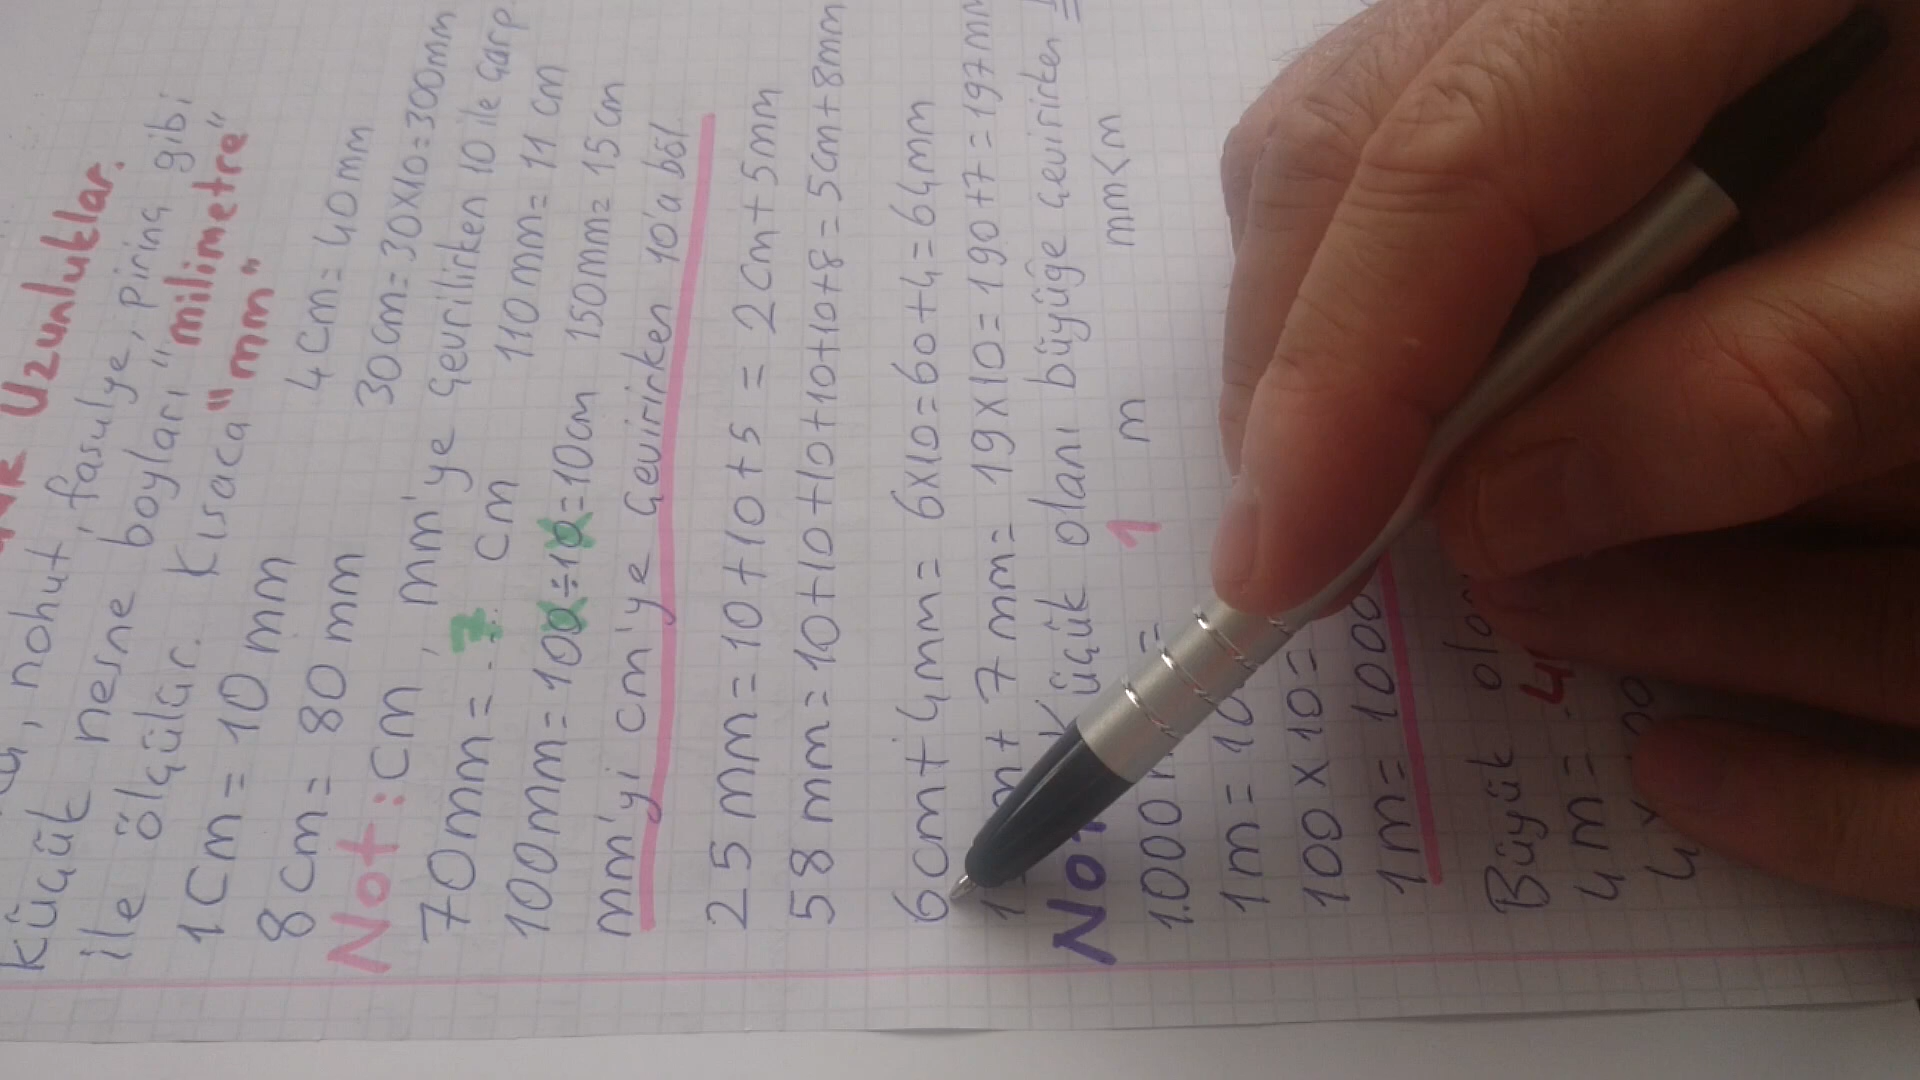 Uzunluklar.
küçük, nohut, fasulye, pirinç gibi
ile nesne boyları "milimetre"
ölçülür. Kısaca "mm"
1cm = 10 mm 4cm = 40mm
8cm = 80 mm 30cm = 30x10=300mm
Not: cm, mm'ye çevrilirken 10 ile çarp
70mm = .7. cm 110mm = 11 cm
100mm = 100÷10=10cm 150mm = 15cm
mm'yi cm'ye çevirirken 10'a böl.
25mm = 10+10+5 = 2cm+5mm
58 mm = 10+10+10+10+10+8 = 5cm+8mm
6cm+4mm = 6x10=60+4=64mm
7mm = 19x10=190+7=197mm
Not küçük olanı büyüğe çevirirken
1.000 1 m mm<m
1m = 10
100 x 10 =
1m = 1000
Büyük
4m =
4 x